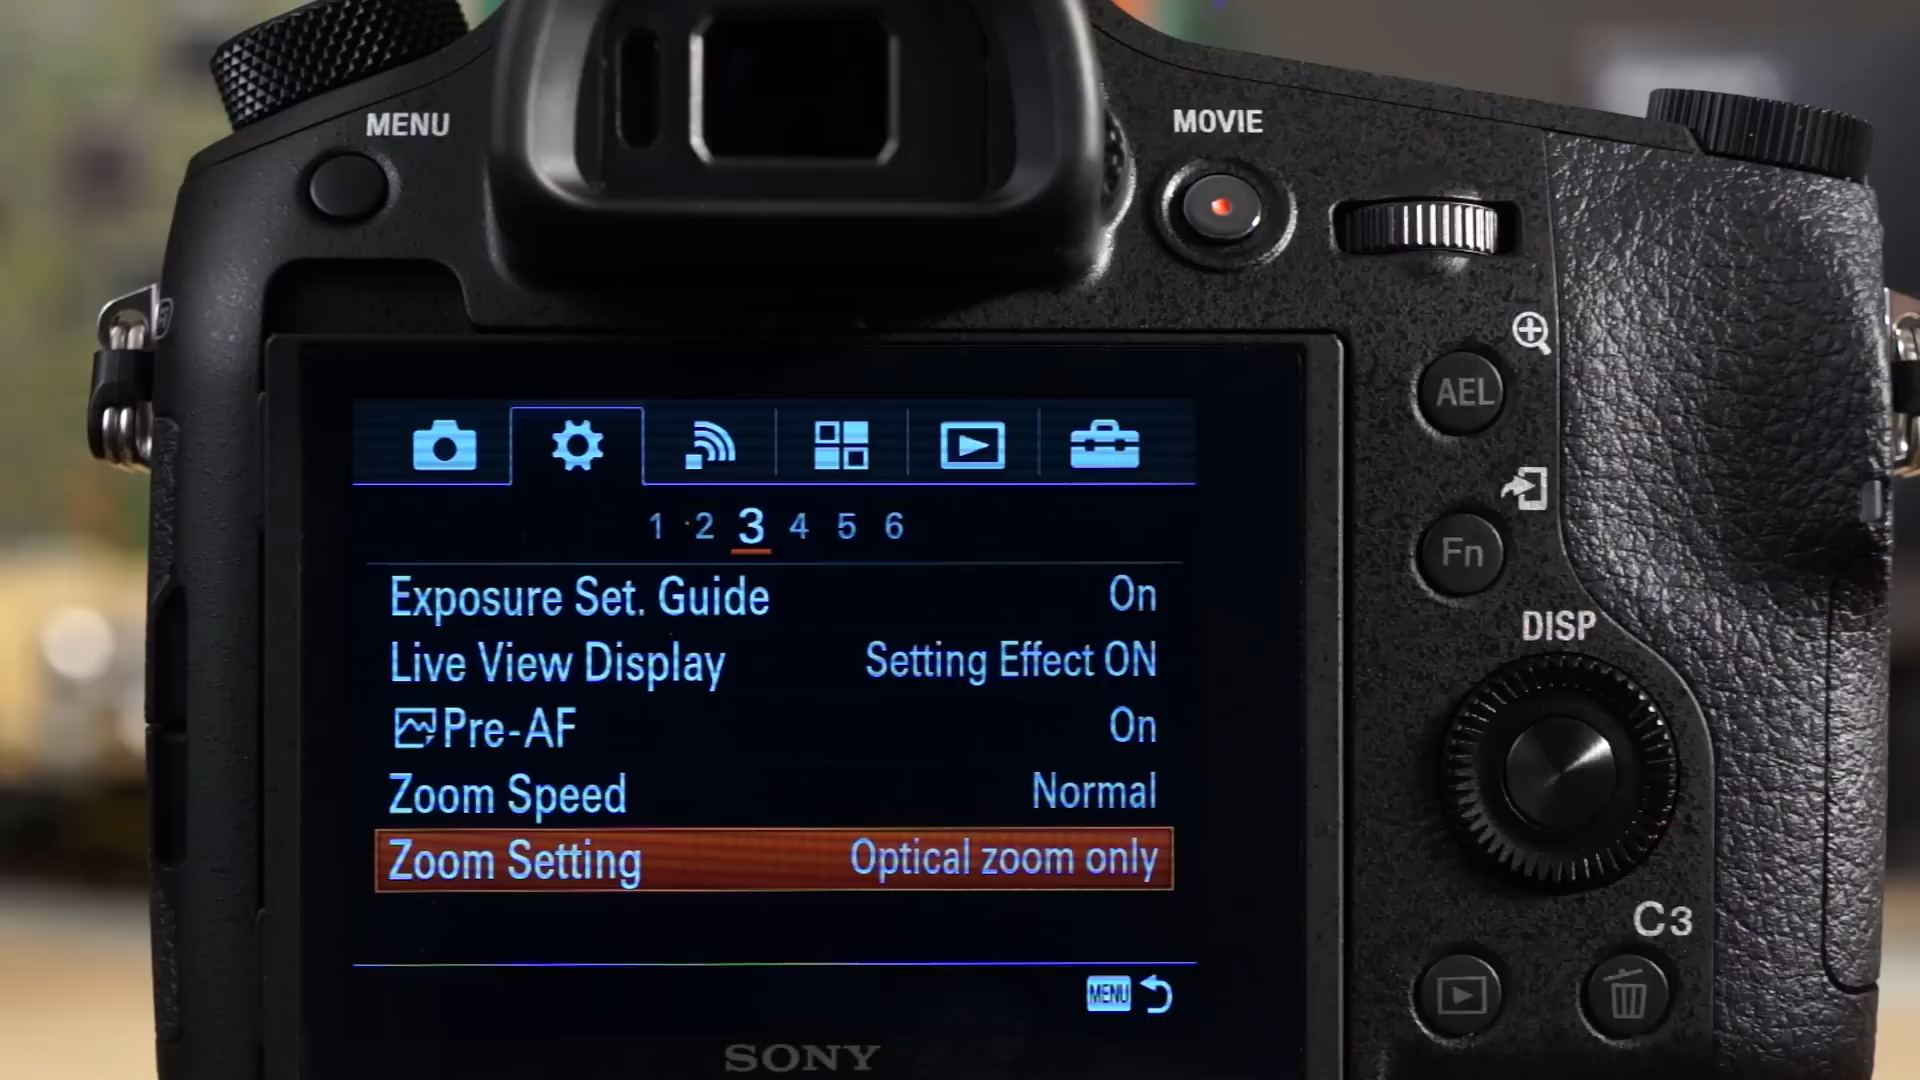 MENU
MOVIE
AEL
1 2 3 4 5 6
Fn
Exposure Set. Guide On
DISP
Live View Display Setting Effect ON
Pre-AF On
Zoom Speed Normal
Zoom Setting Optical zoom only
C3
MENU
SONY